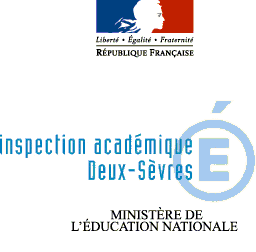 Liberté • Égalité • Fraternité
RÉPUBLIQUE FRANÇAISE
inspection académique
Deux-Sèvres
É
MINISTÈRE DE
L'ÉDUCATION NATIONALE